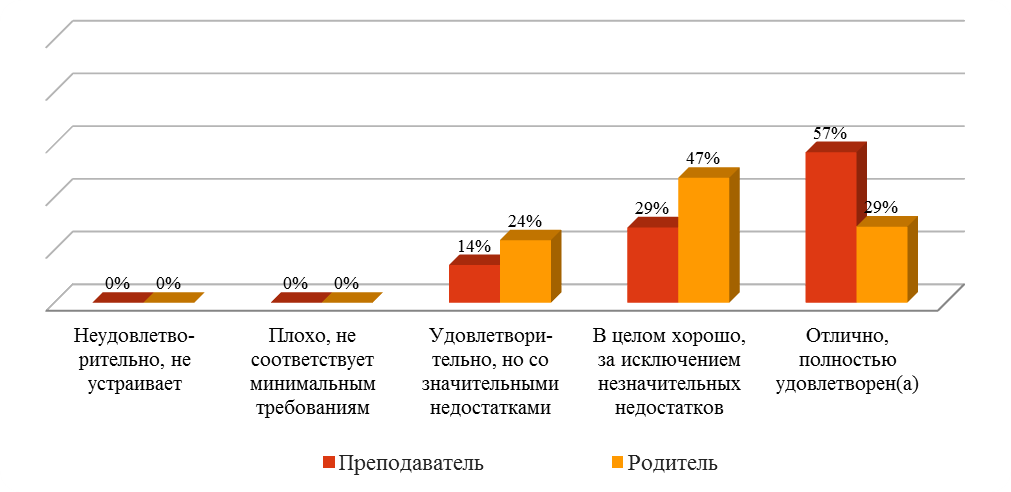 57%
47%
29%
29%
24%
14%
0%
0%
0%
0%
Неудовлетво-
рительно, не
устраивает
Плохо, не
соответствует
минимальным
требованиям
Удовлетвори-
тельно, но со
значительными
недостатками
В целом хорошо,
за исключением
незначительных
недостатков
Отлично,
полностью
удовлетворен(а)
Преподаватель
Родитель